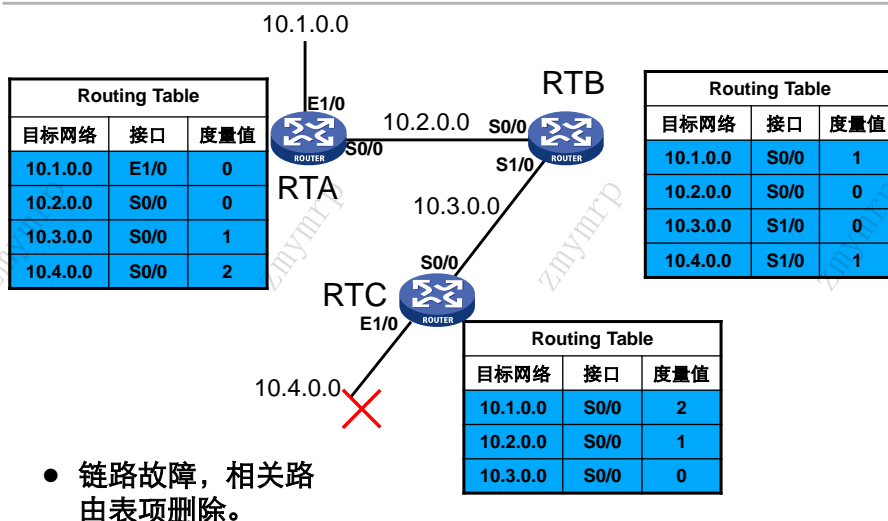 10.1.0.0
RTB
Routing Table
目标网络 接口 度量值
10.1.0.0 E1/0 0
10.2.0.0 S0/0 0
10.3.0.0 S0/0 1
10.4.0.0 S0/0 2
E1/0
ROUTER
S0/0
RTA
10.2.0.0
S0/0
ROUTER
S1/0
Routing Table
目标网络 接口 度量值
10.1.0.0 S0/0 1
10.2.0.0 S0/0 0
10.3.0.0 S1/0 0
10.4.0.0 S1/0 1
10.3.0.0
S0/0
RTC
ROUTER
E1/0
10.4.0.0
Routing Table
目标网络 接口 度量值
10.1.0.0 S0/0 2
10.2.0.0 S0/0 1
10.3.0.0 S0/0 0
● 链路故障，相关路
由表项删除。
zmymrp
zmymrp